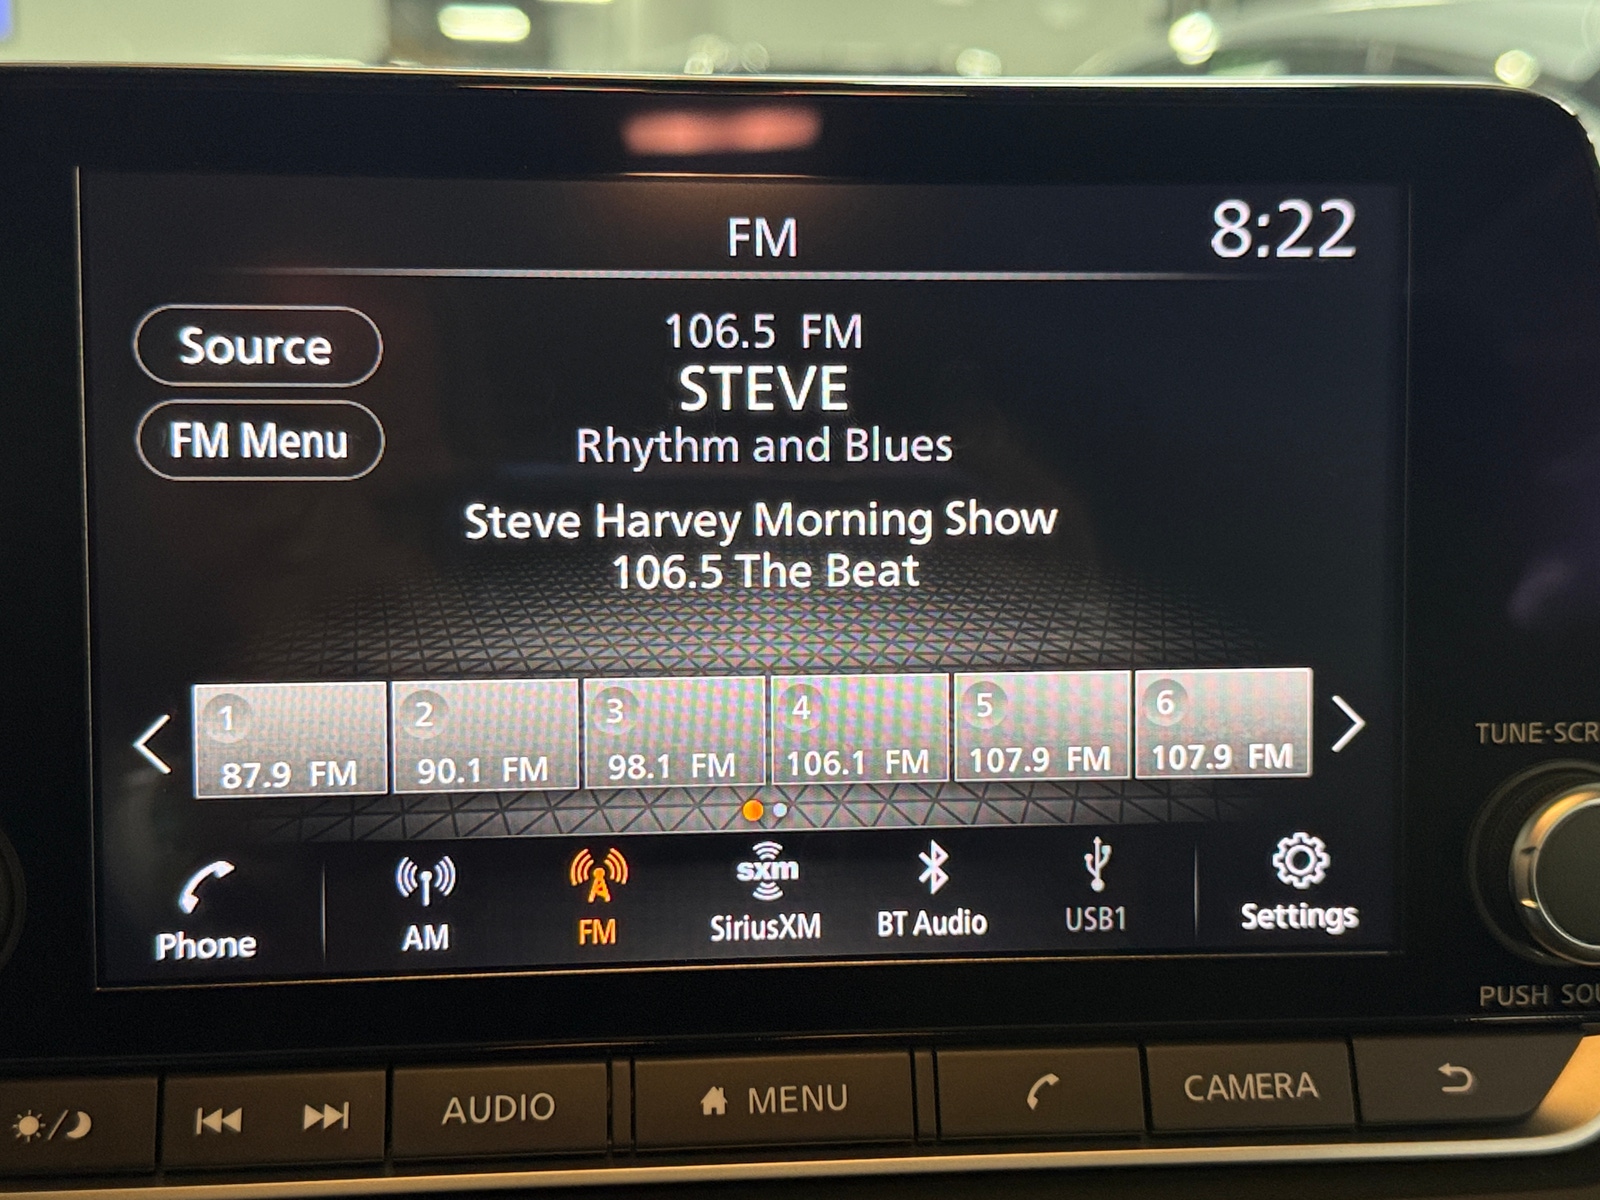 FM
8:22
Source
FM Menu
106.5 FM
STEVE
Rhythm and Blues
Steve Harvey Morning Show
106.5 The Beat
1
87.9 FM
2
90.1 FM
3
98.1 FM
4
106.1 FM
5
107.9 FM
6
107.9 FM
Phone
AM
FM
sxm
SiriusXM
BT Audio
USB1
Settings
TUNE·SCR
PUSH SOU
AUDIO
MENU
CAMERA